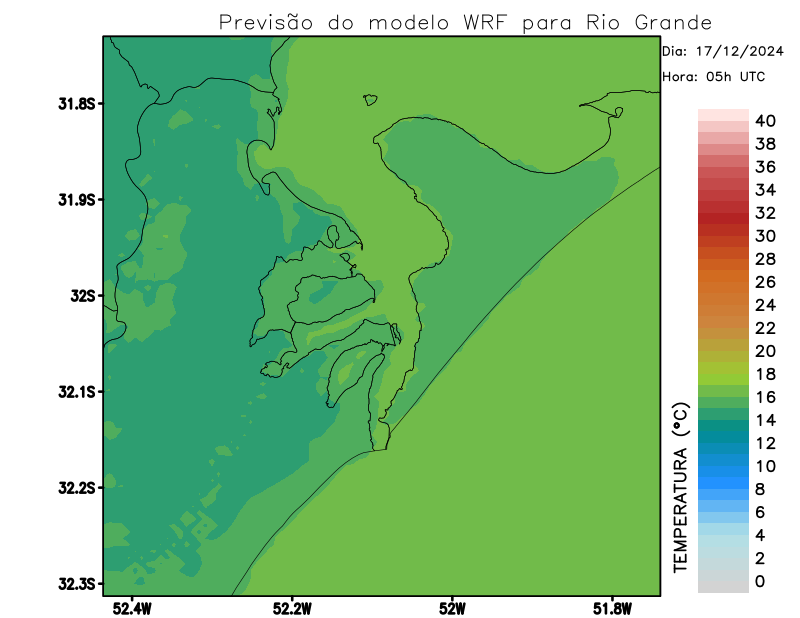 Previsão do modelo WRF para Rio Grande
Dia: 17/12/2024
Hora: 05h UTC
31.8S
31.9S
32S
32.1S
32.2S
32.3S
52.4W
52.2W
52W
51.8W
TEMPERATURA (°C)
40
38
36
34
32
30
28
26
24
22
20
18
16
14
12
10
8
6
4
2
0